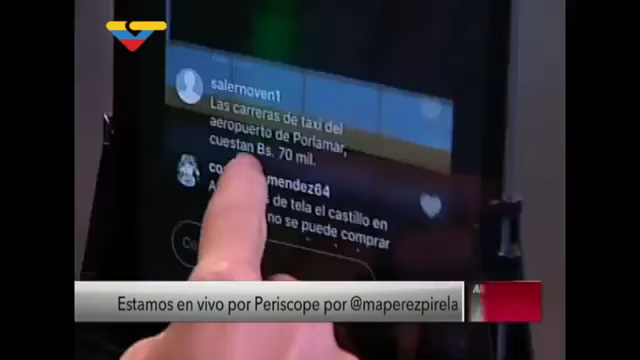 salernoven1
Las carreras de taxi del
aeropuerto de Porlamar,
cuestan Bs. 70 mil.
mendez64
de tela el castillo en
no se puede comprar
Estamos en vivo por Periscope por @maperezpirela